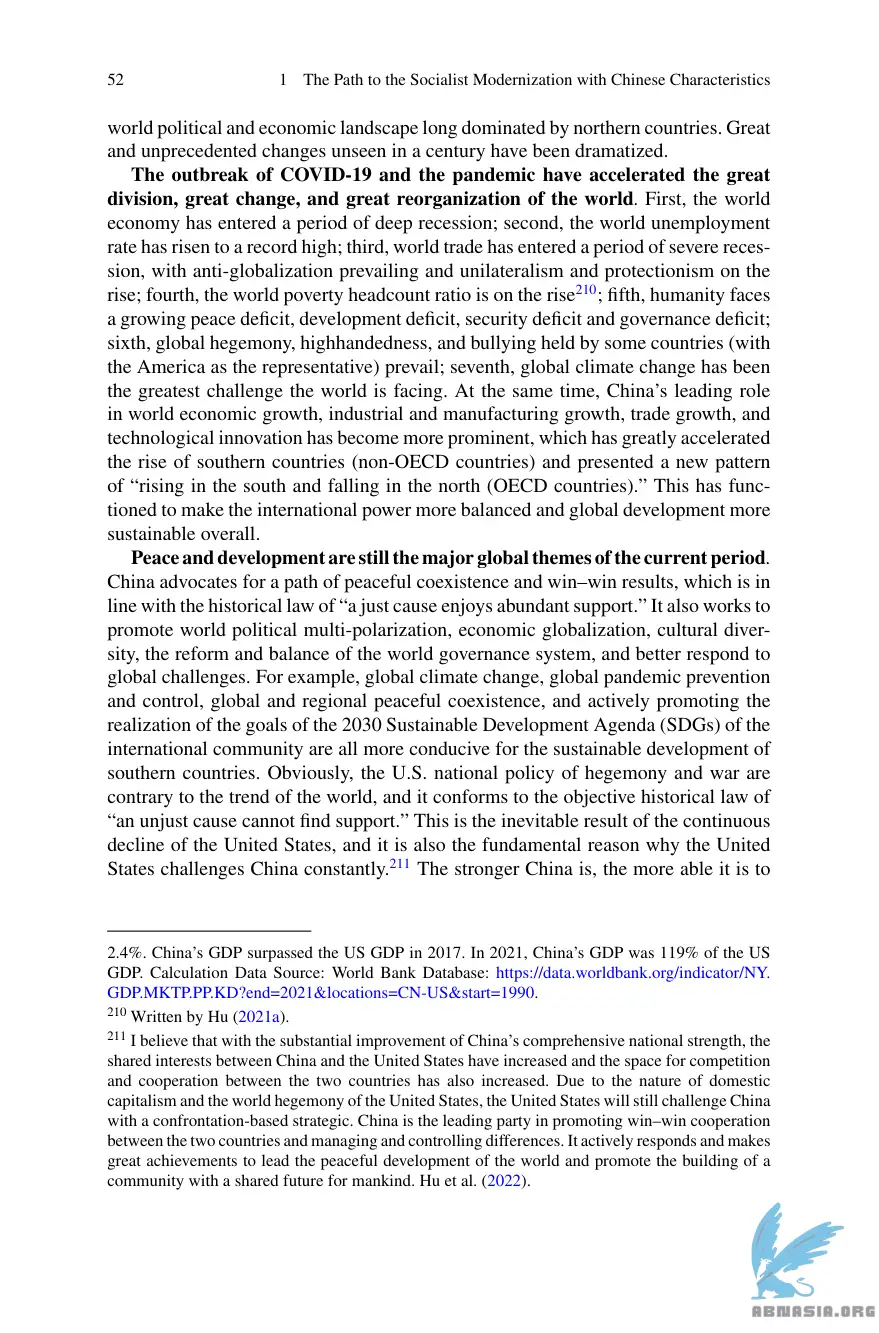 52 1 The Path to the Socialist Modernization with Chinese Characteristics
world political and economic landscape long dominated by northern countries. Great
and unprecedented changes unseen in a century have been dramatized.
The outbreak of COVID-19 and the pandemic have accelerated the great
division, great change, and great reorganization of the world. First, the world
economy has entered a period of deep recession; second, the world unemployment
rate has risen to a record high; third, world trade has entered a period of severe reces-
sion, with anti-globalization prevailing and unilateralism and protectionism on the
rise; fourth, the world poverty headcount ratio is on the rise210; fifth, humanity faces
a growing peace deficit, development deficit, security deficit and governance deficit;
sixth, global hegemony, highhandedness, and bullying held by some countries (with
the America as the representative) prevail; seventh, global climate change has been
the greatest challenge the world is facing. At the same time, China's leading role
in world economic growth, industrial and manufacturing growth, trade growth, and
technological innovation has become more prominent, which has greatly accelerated
the rise of southern countries (non-OECD countries) and presented a new pattern
of “rising in the south and falling in the north (OECD countries).” This has func-
tioned to make the international power more balanced and global development more
sustainable overall.
Peace and development are still the major global themes of the current period.
China advocates for a path of peaceful coexistence and win–win results, which is in
line with the historical law of “a just cause enjoys abundant support.” It also works to
promote world political multi-polarization, economic globalization, cultural diver-
sity, the reform and balance of the world governance system, and better respond to
global challenges. For example, global climate change, global pandemic prevention
and control, global and regional peaceful coexistence, and actively promoting the
realization of the goals of the 2030 Sustainable Development Agenda (SDGs) of the
international community are all more conducive for the sustainable development of
southern countries. Obviously, the U.S. national policy of hegemony and war are
contrary to the trend of the world, and it conforms to the objective historical law of
“an unjust cause cannot find support.” This is the inevitable result of the continuous
decline of the United States, and it is also the fundamental reason why the United
States challenges China constantly.211 The stronger China is, the more able it is to
2.4%. China's GDP surpassed the US GDP in 2017. In 2021, China's GDP was 119% of the US
GDP. Calculation Data Source: World Bank Database: https://data.worldbank.org/indicator/NY.
GDP.MKTP.PP.KD?end=2021&locations=CN-US&start=1990.
210 Written by Hu (2021a).
211 I believe that with the substantial improvement of China's comprehensive national strength, the
shared interests between China and the United States have increased and the space for competition
and cooperation between the two countries has also increased. Due to the nature of domestic
capitalism and the world hegemony of the United States, the United States will still challenge China
with a confrontation-based strategic. China is the leading party in promoting win–win cooperation
between the two countries and managing and controlling differences. It actively responds and makes
great achievements to lead the peaceful development of the world and promote the building of a
community with a shared future for mankind. Hu et al. (2022).
ABNASIA.ORG